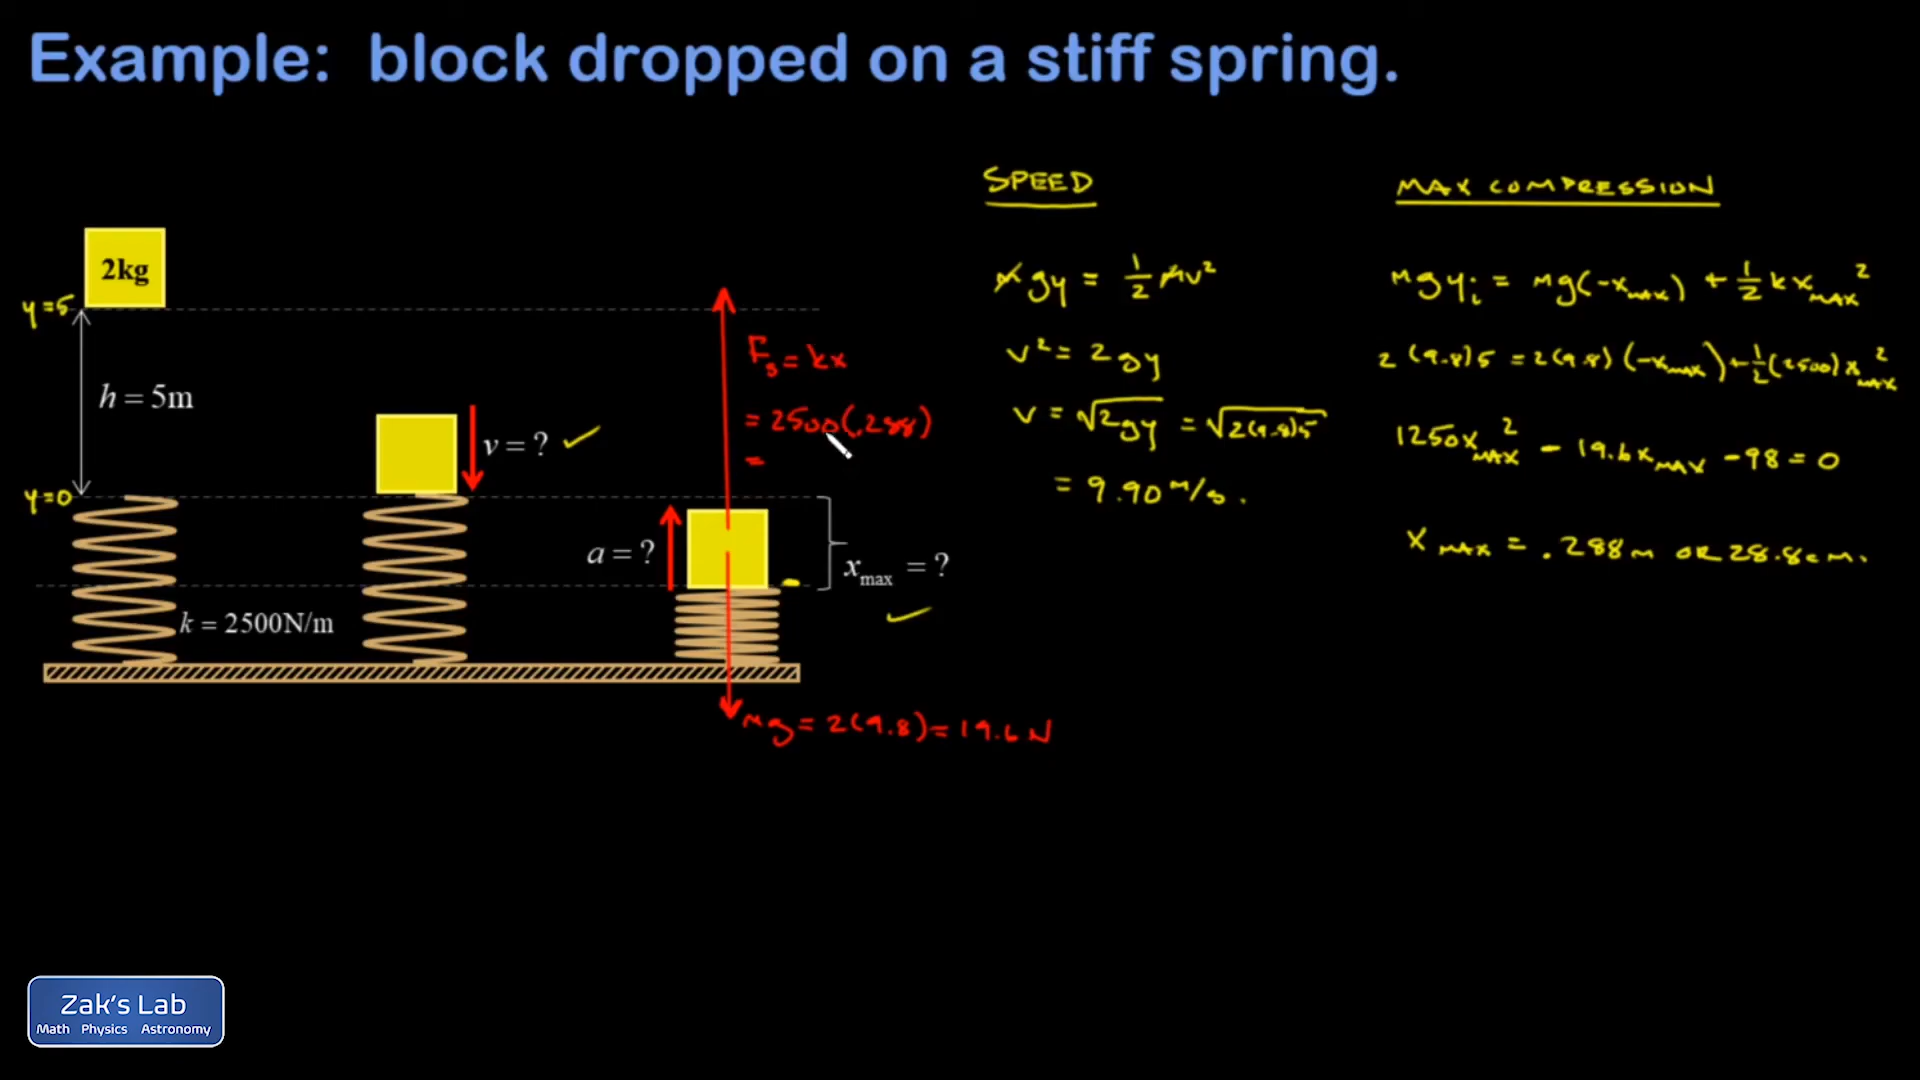 Example: block dropped on a stiff spring.
SPEED
MAX COMPRESSION
2kg
y=5
h = 5m
y=0
k = 2500N/m
v = ? ✓
a = ?
x_max = ?
✓
F_s = kx
= 2500(.288)
=
mg = 2(9.8) = 19.6 N
mgy = 1/2 mv²
v² = 2gy
v = √2gy = √2(9.8)5
= 9.90 m/s.
mgy_i = mg(-x_MAX) + 1/2 kx_MAX²
2(9.8)5 = 2(9.8)(-x_MAX) + 1/2(2500)x_MAX²
1250x_MAX² - 19.6x_MAX - 98 = 0
x_MAX = .288m OR 28.8cm.
Zak's Lab
Math Physics Astronomy